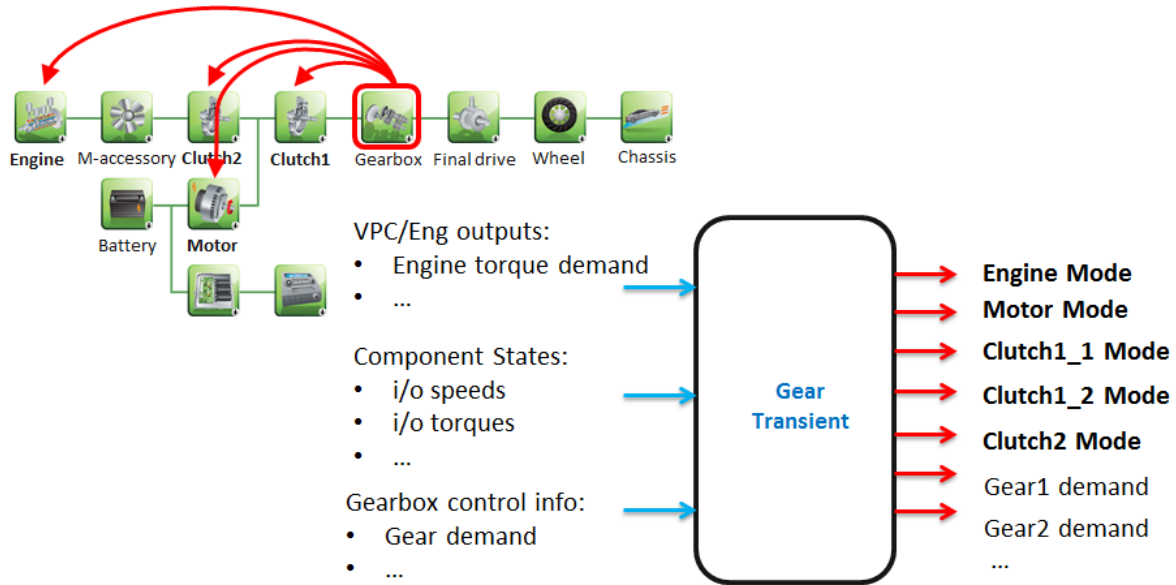 Engine M-accessory Clutch2 Clutch1 Gearbox Final drive Wheel Chassis
Battery Motor
VPC/Eng outputs:
• Engine torque demand
• ...
Component States:
• i/o speeds
• i/o torques
• ...
Gearbox control info:
• Gear demand
• ...
Gear
Transient
Engine Mode
Motor Mode
Clutch1_1 Mode
Clutch1_2 Mode
Clutch2 Mode
Gear1 demand
Gear2 demand
...